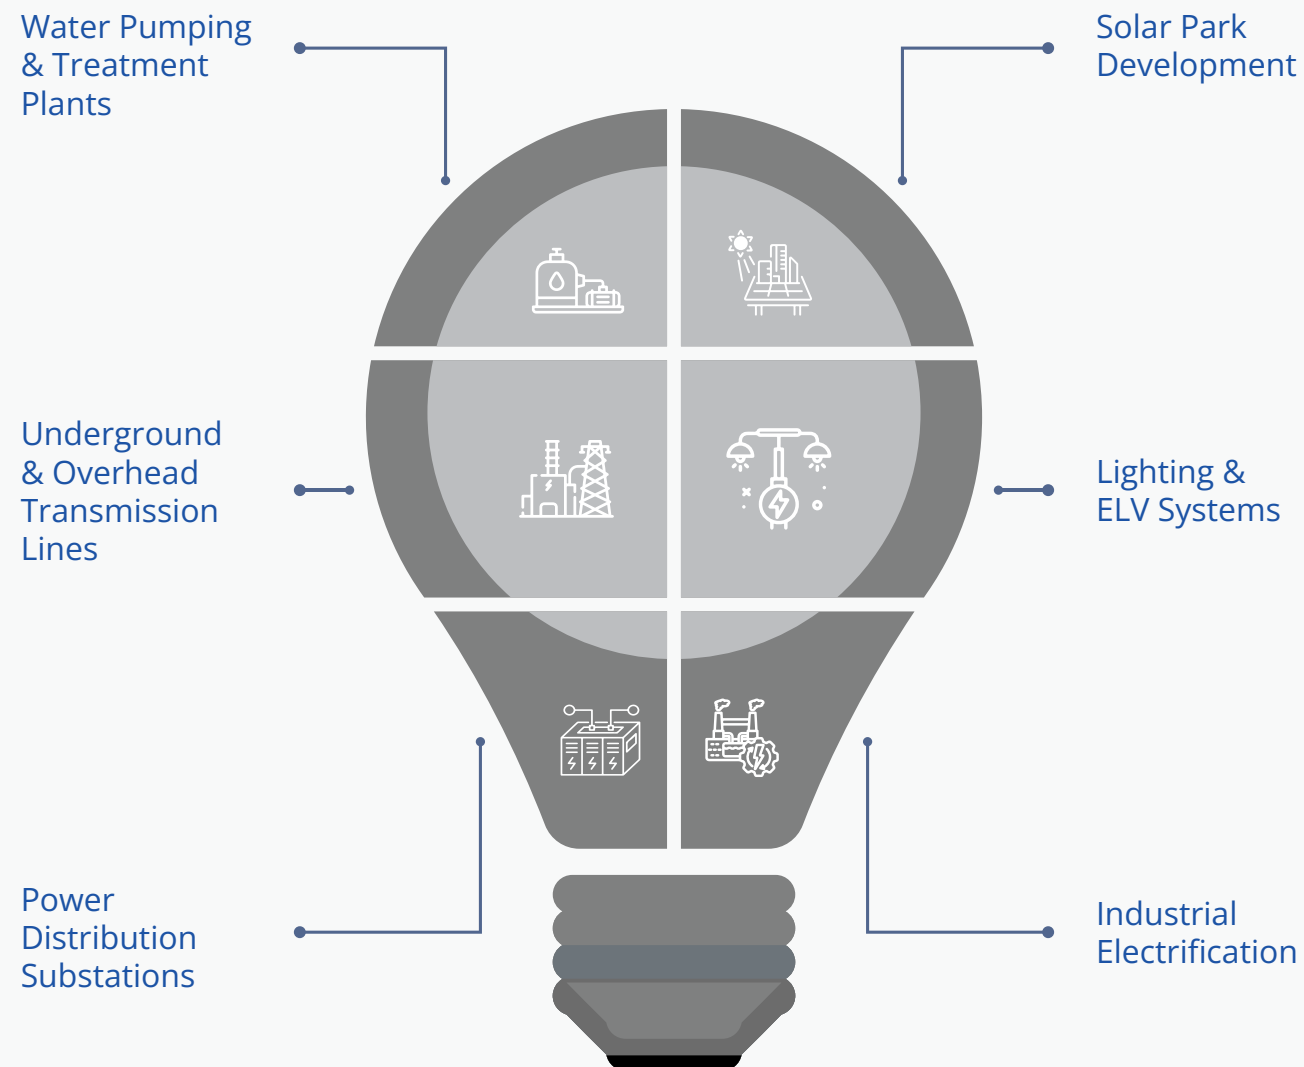 Water Pumping
& Treatment
Plants
Solar Park
Development
Underground
& Overhead
Transmission
Lines
Lighting &
ELV Systems
Power
Distribution
Substations
Industrial
Electrification